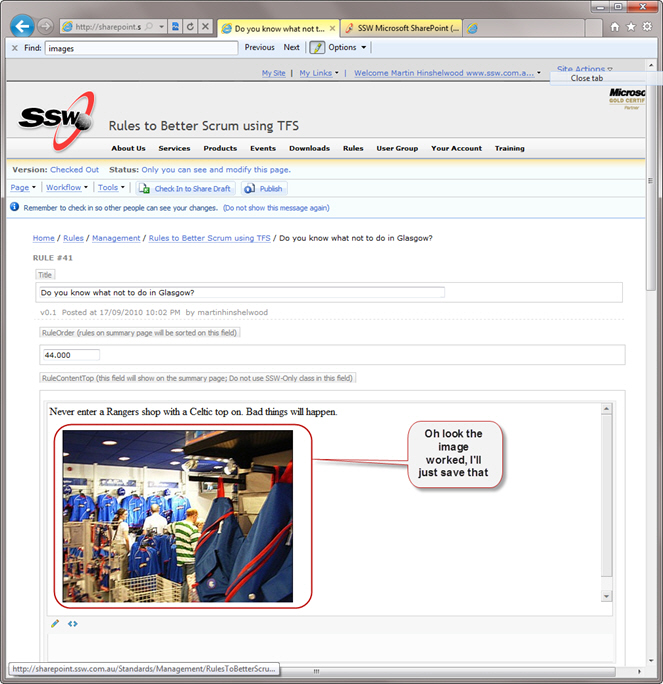 http://sharepoint.s
Do you know what not t...
SSW Microsoft SharePoint (...
Find: images Previous Next Options
My Site | My Links Welcome Martin Hinshelwood www.ssw.com.a... Site Actions
Close tab
SSW
Rules to Better Scrum using TFS
Microso
GOLD CERTIF
Partner
About Us Services Products Events Downloads Rules User Group Your Account Training
Version: Checked Out Status: Only you can see and modify this page.
Page Workflow Tools Check In to Share Draft Publish
Remember to check in so other people can see your changes. (Do not show this message again)
Home / Rules / Management / Rules to Better Scrum using TFS / Do you know what not to do in Glasgow?
RULE #41
Title
Do you know what not to do in Glasgow?
v0.1 Posted at 17/09/2010 10:02 PM by martinhinshelwood
RuleOrder (rules on summary page will be sorted on this field)
44.000
RuleContentTop (this field will show on the summary page; Do not use SSW-Only class in this field)
Never enter a Rangers shop with a Celtic top on. Bad things will happen.
Oh look the
image
worked, I'll
just save that
http://sharepoint.ssw.com.au/Standards/Management/RulesToBetterScru...